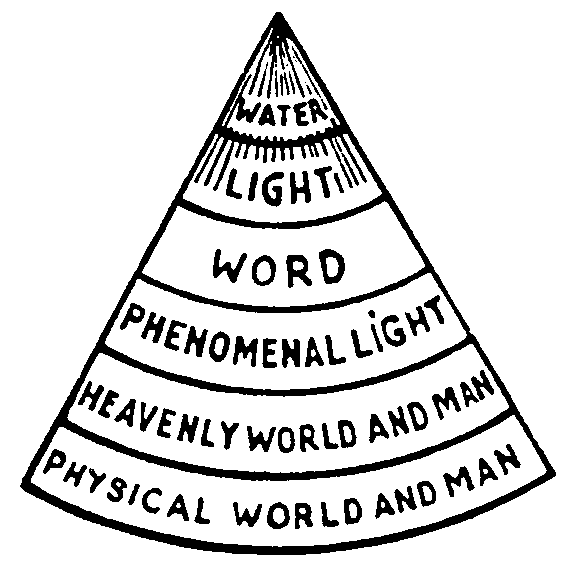 WATER
LIGHT
WORD
PHENOMENAL LiGHT
HEAVENLY WORLD AND MAN
PHYSICAL WORLD AND MAN